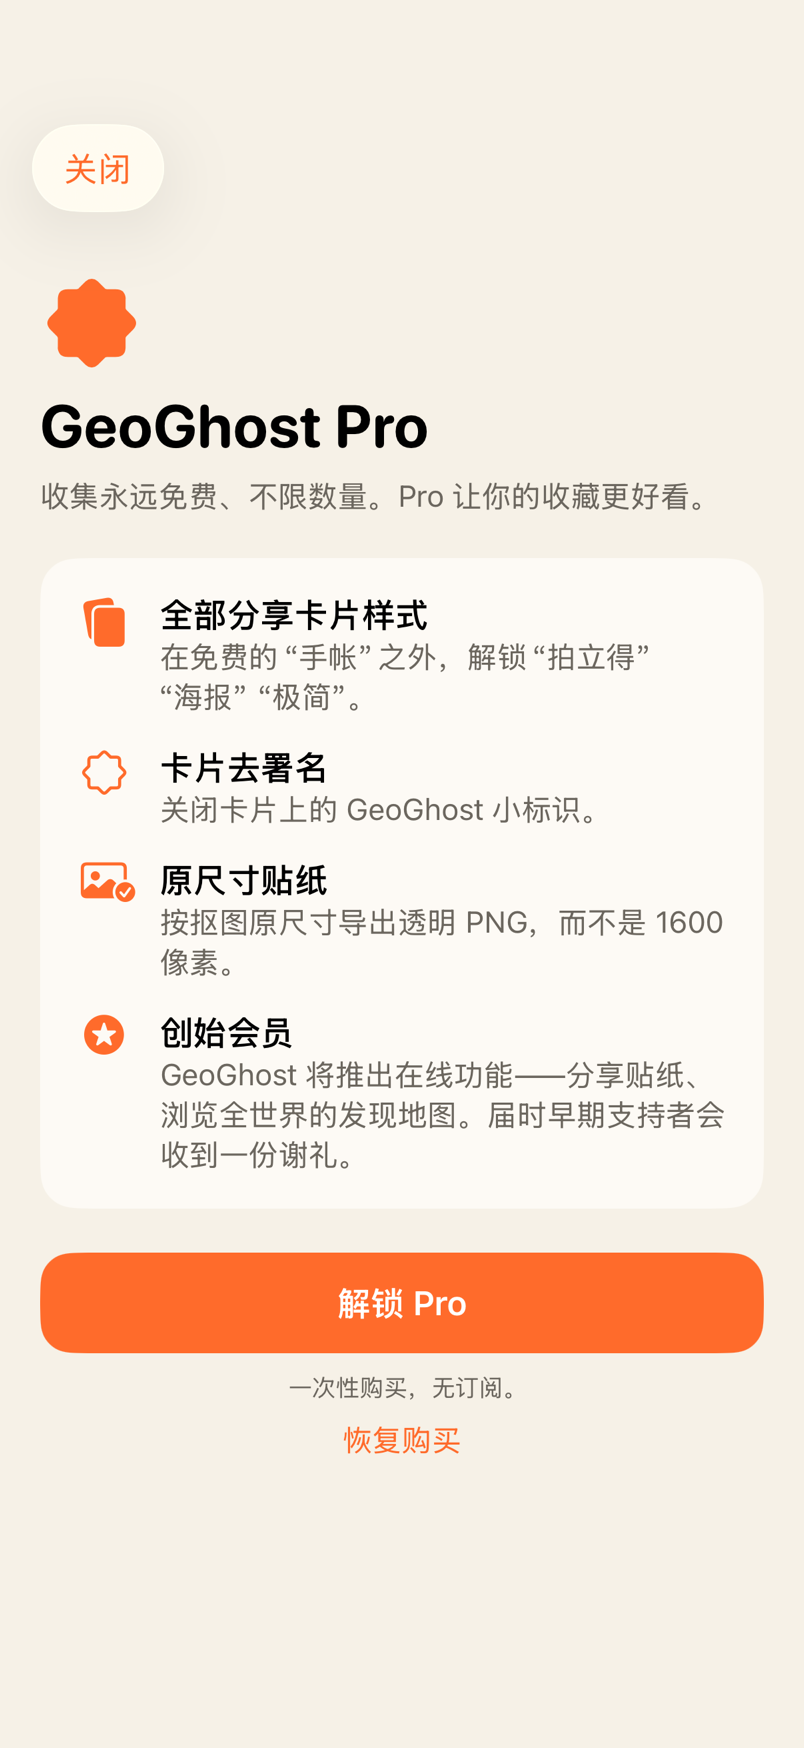 关闭
GeoGhost Pro
收集永远免费、不限数量。Pro 让你的收藏更好看。
全部分享卡片样式
在免费的 “手帐” 之外，解锁 “拍立得”
“海报” “极简”。
卡片去署名
关闭卡片上的 GeoGhost 小标识。
原尺寸贴纸
按抠图原尺寸导出透明 PNG，而不是 1600
像素。
创始会员
GeoGhost 将推出在线功能——分享贴纸、
浏览全世界的发现地图。届时早期支持者会
收到一份谢礼。
解锁 Pro
一次性购买，无订阅。
恢复购买